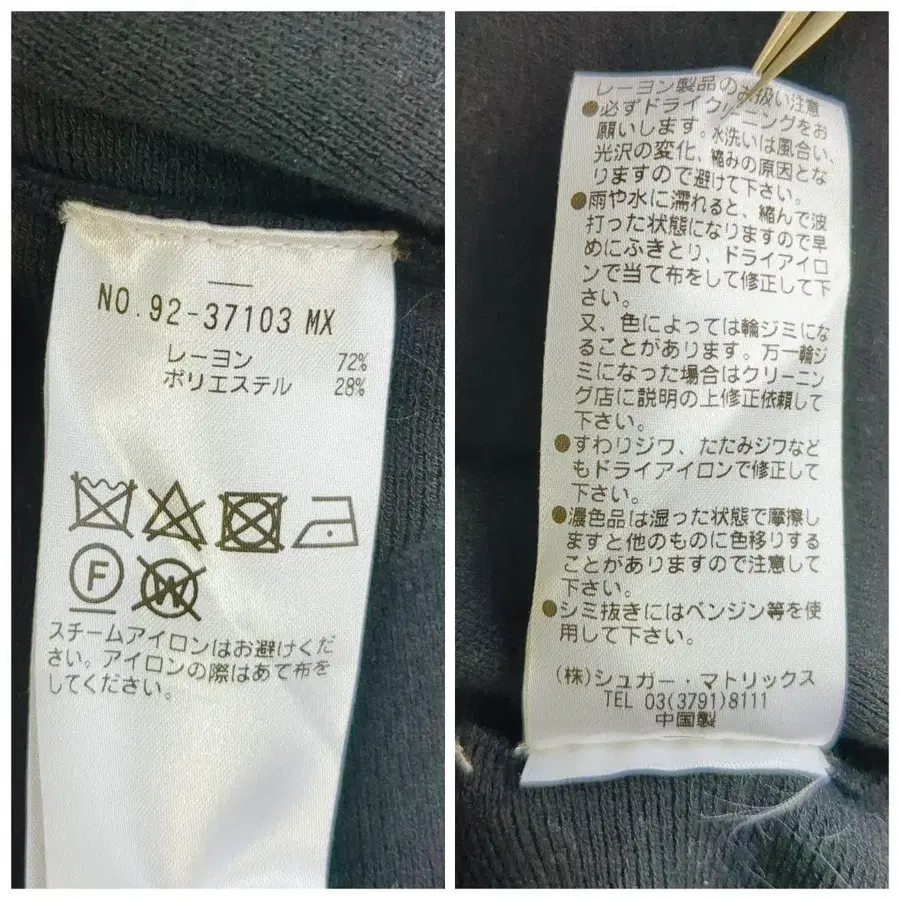 NO.92-37103 MX
レーヨン 72%
ポリエステル 28%
F
W
スチームアイロンはお避けくだ
さい。アイロンの際はあて布を
してください。
レーヨン製品のお扱い注意
●必ずドライクリーニングをお
願いします。水洗いは風合い、
光沢の変化、縮みの原因とな
りますので避けて下さい。
●雨や水に濡れると、縮んで波
打った状態になりますので早
めにふきとり、ドライアイロ
ンで当て布をして修正して下
さい。
又、色によっては輪ジミにな
ることがあります。万一輪ジ
ミになった場合はクリーニン
グ店に説明の上修正依頼して
下さい。
●すわりジワ、たたみジワなど
もドライアイロンで修正して
下さい。
●濃色品は湿った状態で摩擦し
ますと他のものに色移りする
ことがありますので注意して
下さい。
●シミ抜きにはベンジン等を使
用して下さい。
(株)シュガー・マトリックス
TEL 03(3791)8111
中国製